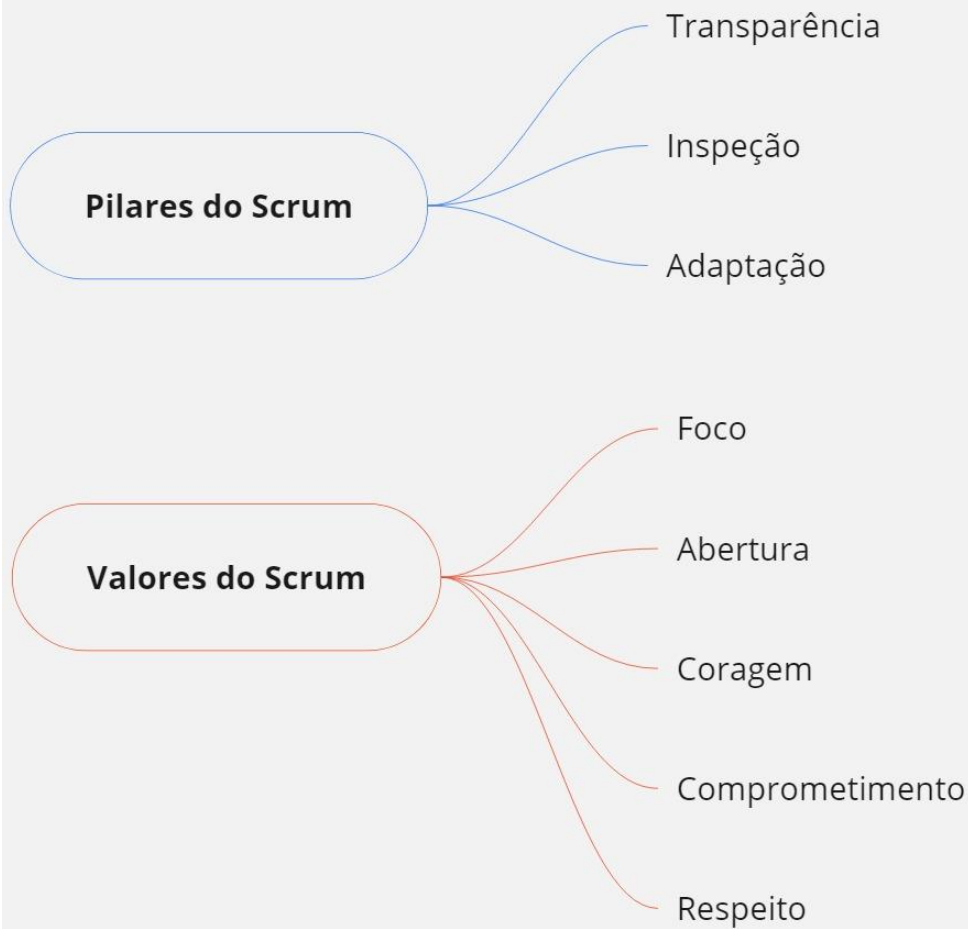 Pilares do Scrum
Transparência
Inspeção
Adaptação
Valores do Scrum
Foco
Abertura
Coragem
Comprometimento
Respeito